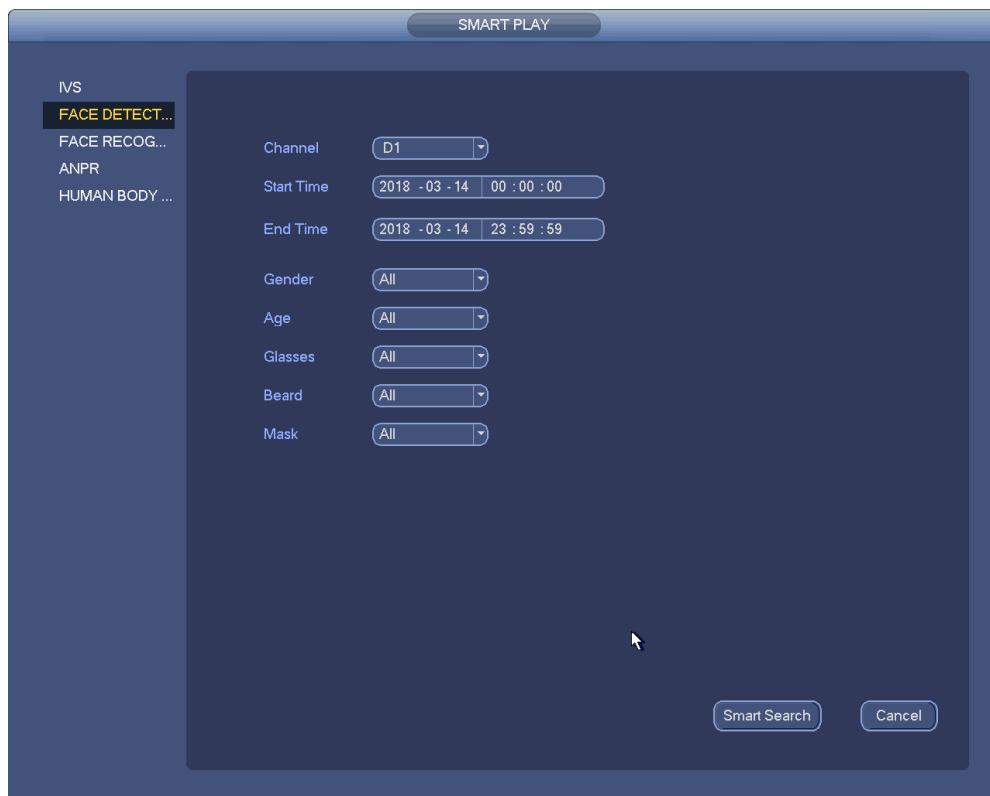 SMART PLAY
IVS
FACE DETECT...
FACE RECOG...
ANPR
HUMAN BODY ...
Channel D1
Start Time 2018 - 03 - 14 00 : 00 : 00
End Time 2018 - 03 - 14 23 : 59 : 59
Gender All
Age All
Glasses All
Beard All
Mask All
Smart Search Cancel